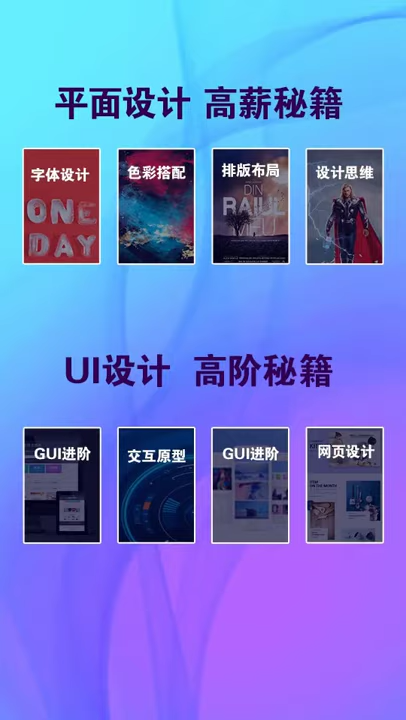 平面设计 高薪秘籍
字体设计
色彩搭配
排版布局
设计思维
ONE
DAY
DIN
RAIUL
UI设计 高阶秘籍
GUI进阶
交互原型
GUI进阶
网页设计